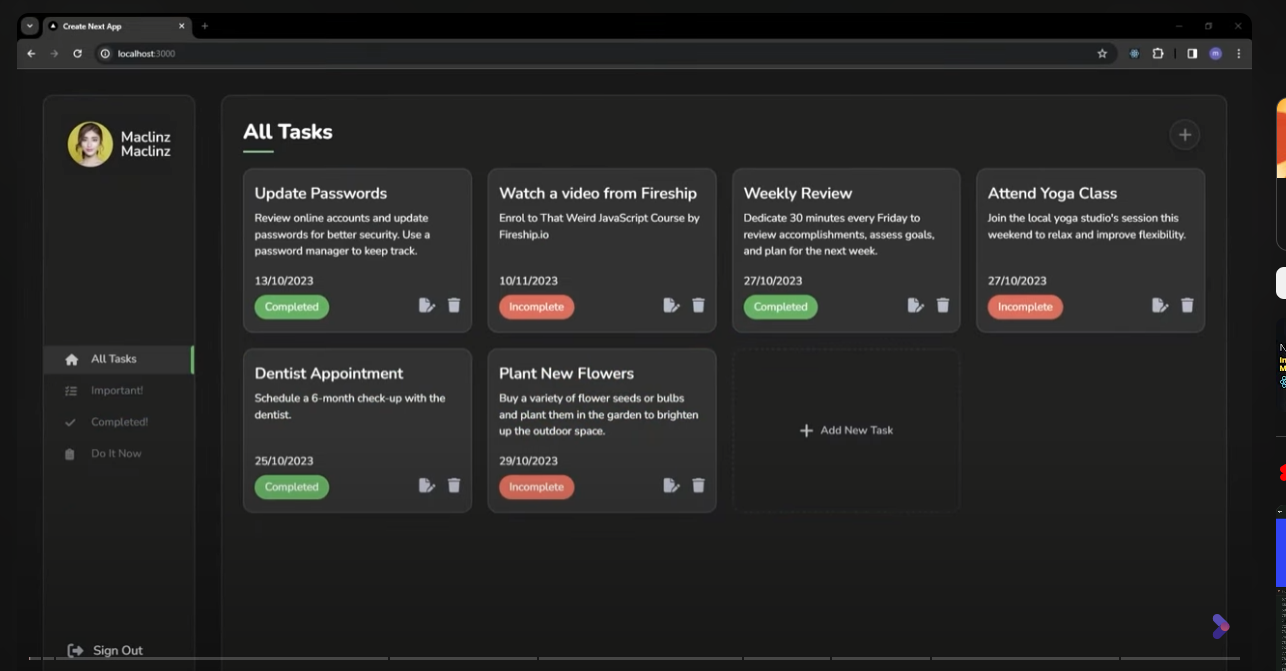 Create Next App
localhost:3000
Maclinz
Maclinz
All Tasks
Important!
Completed!
Do It Now
Sign Out
All Tasks
Update Passwords
Review online accounts and update
passwords for better security. Use a
password manager to keep track.
13/10/2023
Completed
Watch a video from Fireship
Enrol to That Weird JavaScript Course by
Fireship.io
10/11/2023
Incomplete
Weekly Review
Dedicate 30 minutes every Friday to
review accomplishments, assess goals,
and plan for the next week.
27/10/2023
Completed
Attend Yoga Class
Join the local yoga studio's session this
weekend to relax and improve flexibility.
27/10/2023
Incomplete
Dentist Appointment
Schedule a 6-month check-up with the
dentist.
25/10/2023
Completed
Plant New Flowers
Buy a variety of flower seeds or bulbs
and plant them in the garden to brighten
up the outdoor space.
29/10/2023
Incomplete
Add New Task